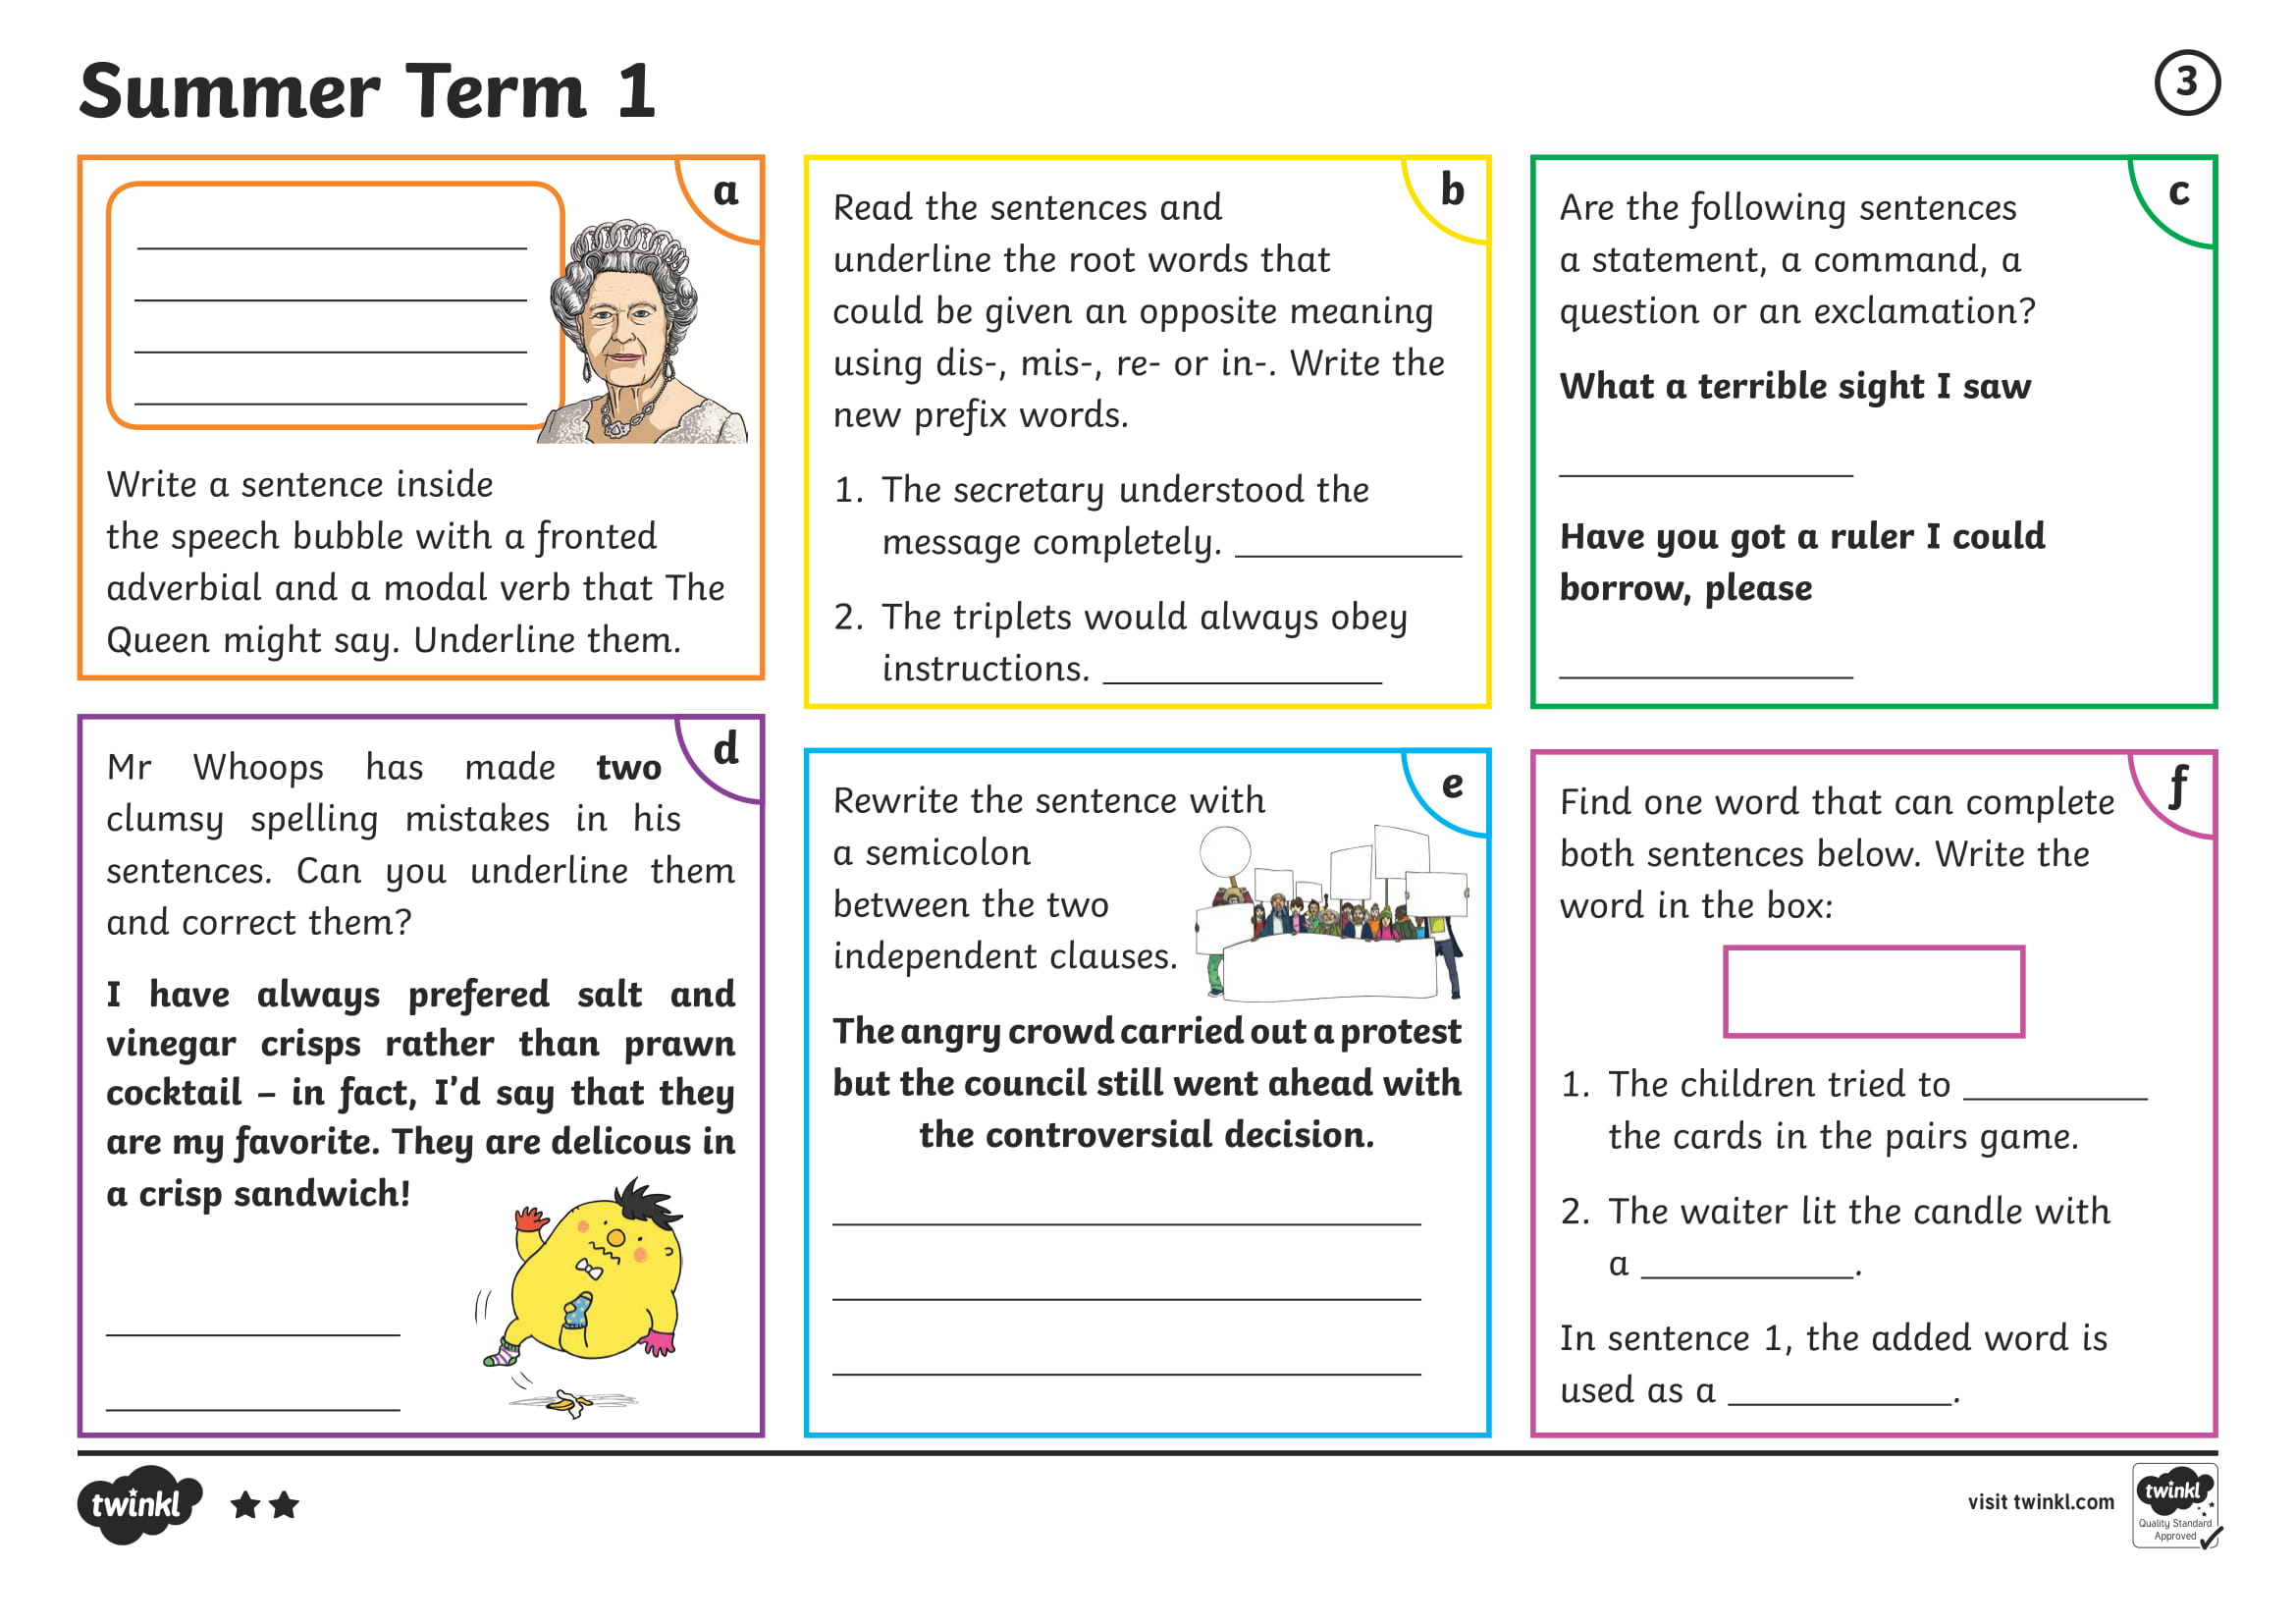 Summer Term 1
3
a
Write a sentence inside
the speech bubble with a fronted
adverbial and a modal verb that The
Queen might say. Underline them.
b
Read the sentences and
underline the root words that
could be given an opposite meaning
using dis-, mis-, re- or in-. Write the
new prefix words.
1. The secretary understood the
message completely. ____________
2. The triplets would always obey
instructions. ______________
c
Are the following sentences
a statement, a command, a
question or an exclamation?
What a terrible sight I saw
_______________
Have you got a ruler I could
borrow, please
_______________
d
Mr Whoops has made two
clumsy spelling mistakes in his
sentences. Can you underline them
and correct them?
I have always prefered salt and
vinegar crisps rather than prawn
cocktail – in fact, I'd say that they
are my favorite. They are delicous in
a crisp sandwich!
e
Rewrite the sentence with
a semicolon
between the two
independent clauses.
The angry crowd carried out a protest
but the council still went ahead with
the controversial decision.
f
Find one word that can complete
both sentences below. Write the
word in the box:
1. The children tried to _________
the cards in the pairs game.
2. The waiter lit the candle with
a ___________.
In sentence 1, the added word is
used as a ____________.
twinkl
visit twinkl.com
twinkl
Quality Standard
Approved